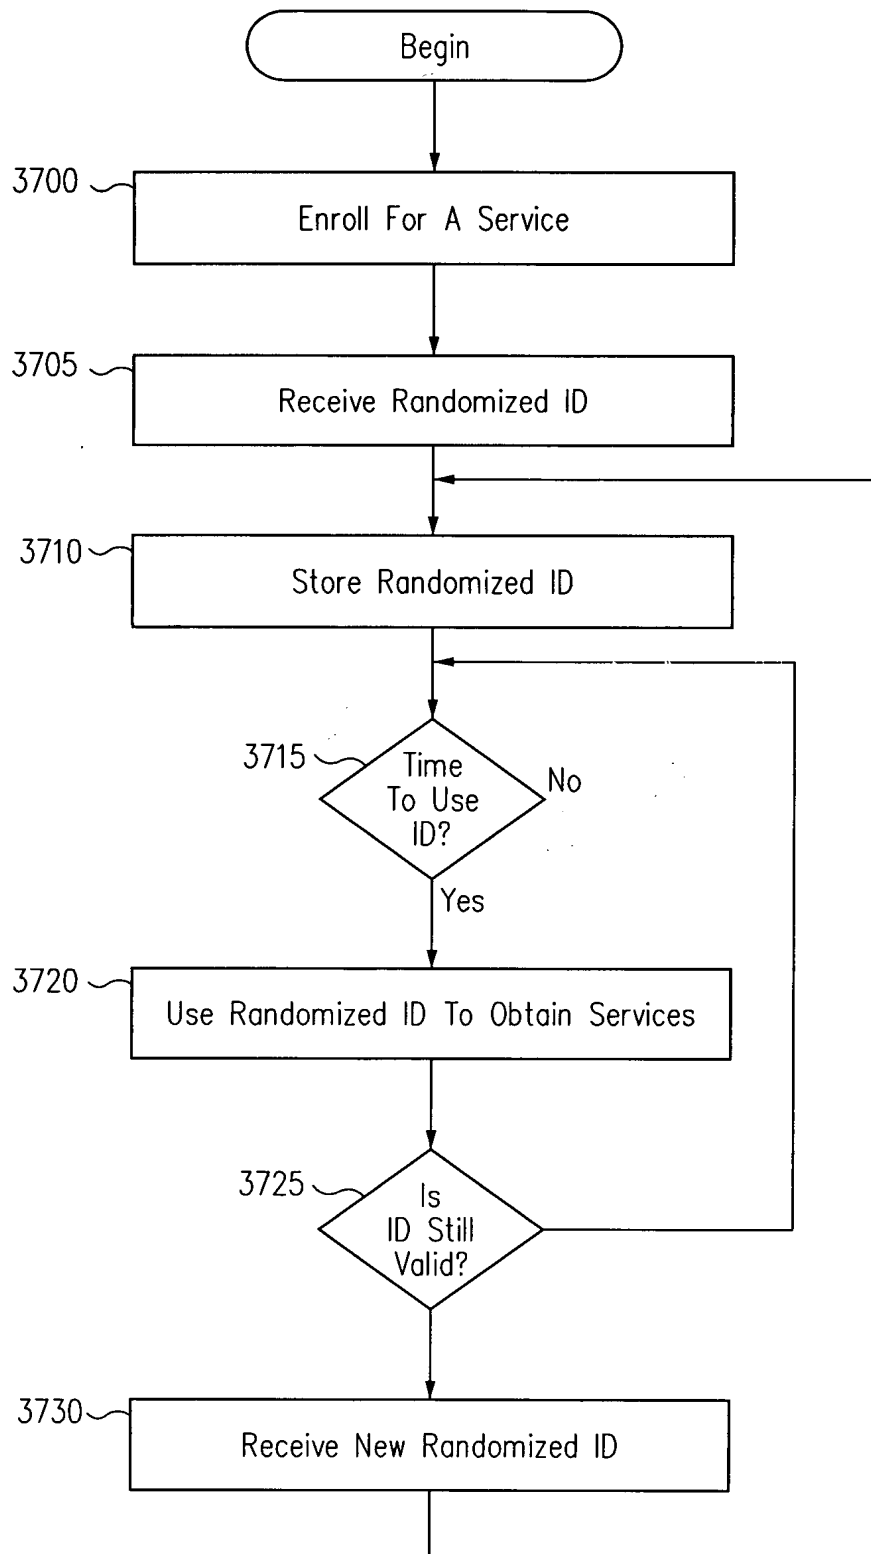 Begin
3700
Enroll For A Service
3705
Receive Randomized ID
3710
Store Randomized ID
3715
Time
To Use
ID?
No
Yes
3720
Use Randomized ID To Obtain Services
3725
Is
ID Still
Valid?
3730
Receive New Randomized ID